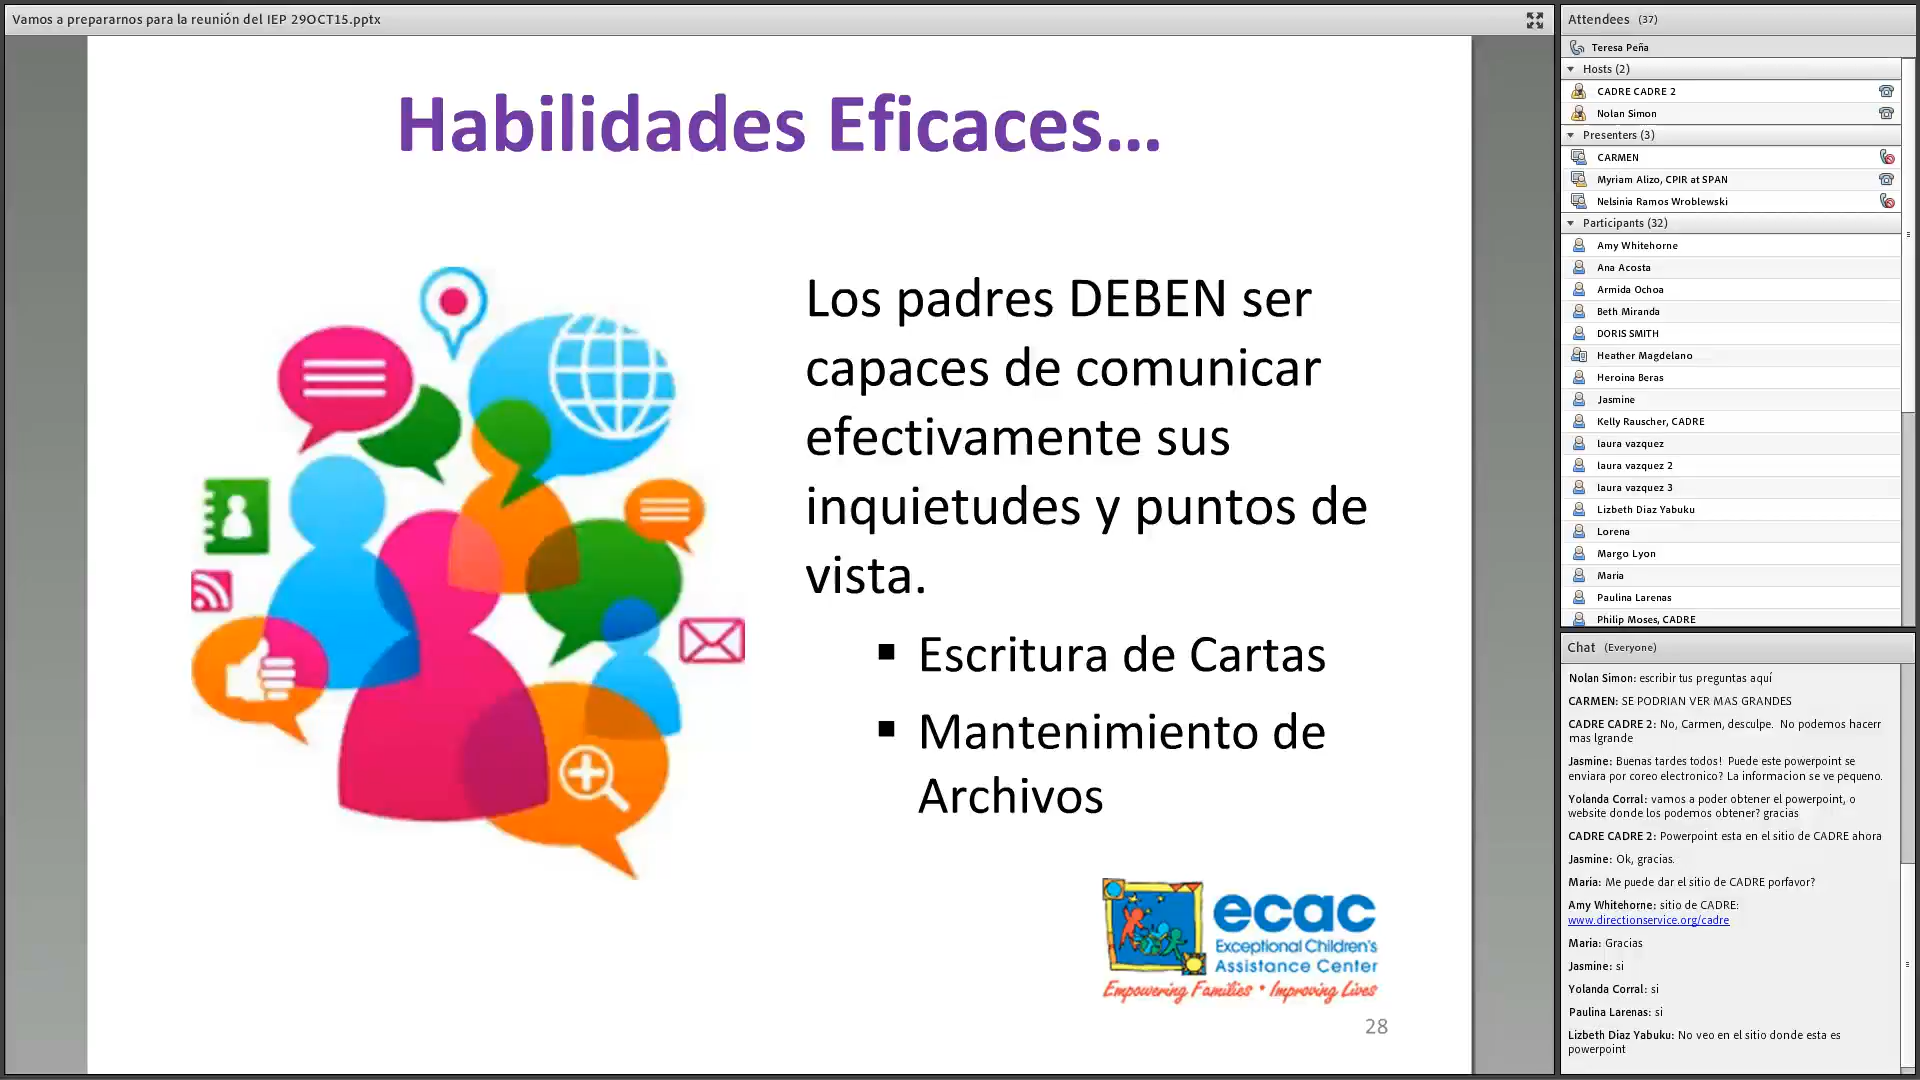 Vamos a prepararnos para la reunión del IEP 29OCT15.pptx
Habilidades Eficaces...
Los padres DEBEN ser
capaces de comunicar
efectivamente sus
inquietudes y puntos de
vista.
Escritura de Cartas
Mantenimiento de
Archivos
ecac
Exceptional Children's
Assistance Center
Empowering Families • Improving Lives
28
Attendees (37)
Teresa Peña
Hosts (2)
CADRE CADRE 2
Nolan Simon
Presenters (3)
CARMEN
Myriam Alizo, CPIR at SPAN
Nelsinia Ramos Wroblewski
Participants (32)
Amy Whitehorne
Ana Acosta
Armida Ochoa
Beth Miranda
DORIS SMITH
Heather Magdelano
Heroina Beras
Jasmine
Kelly Rauscher, CADRE
laura vazquez
laura vazquez 2
laura vazquez 3
Lizbeth Diaz Yabuku
Lorena
Margo Lyon
Maria
Paulina Larenas
Philip Moses, CADRE
Chat (Everyone)
Nolan Simon: escribir tus preguntas aquí
CARMEN: SE PODRIAN VER MAS GRANDES
CADRE CADRE 2: No, Carmen, desculpe. No podemos hacerr
mas lgrande
Jasmine: Buenas tardes todos! Puede este powerpoint se
enviara por coreo electronico? La informacion se ve pequeno.
Yolanda Corral: vamos a poder obtener el powerpoint, o
website donde los podemos obtener? gracias
CADRE CADRE 2: Powerpoint esta en el sitio de CADRE ahora
Jasmine: Ok, gracias.
Maria: Me puede dar el sitio de CADRE porfavor?
Amy Whitehorne: sitio de CADRE:
www.directionservice.org/cadre
Maria: Gracias
Jasmine: si
Yolanda Corral: si
Paulina Larenas: si
Lizbeth Diaz Yabuku: No veo en el sitio donde esta es
powerpoint